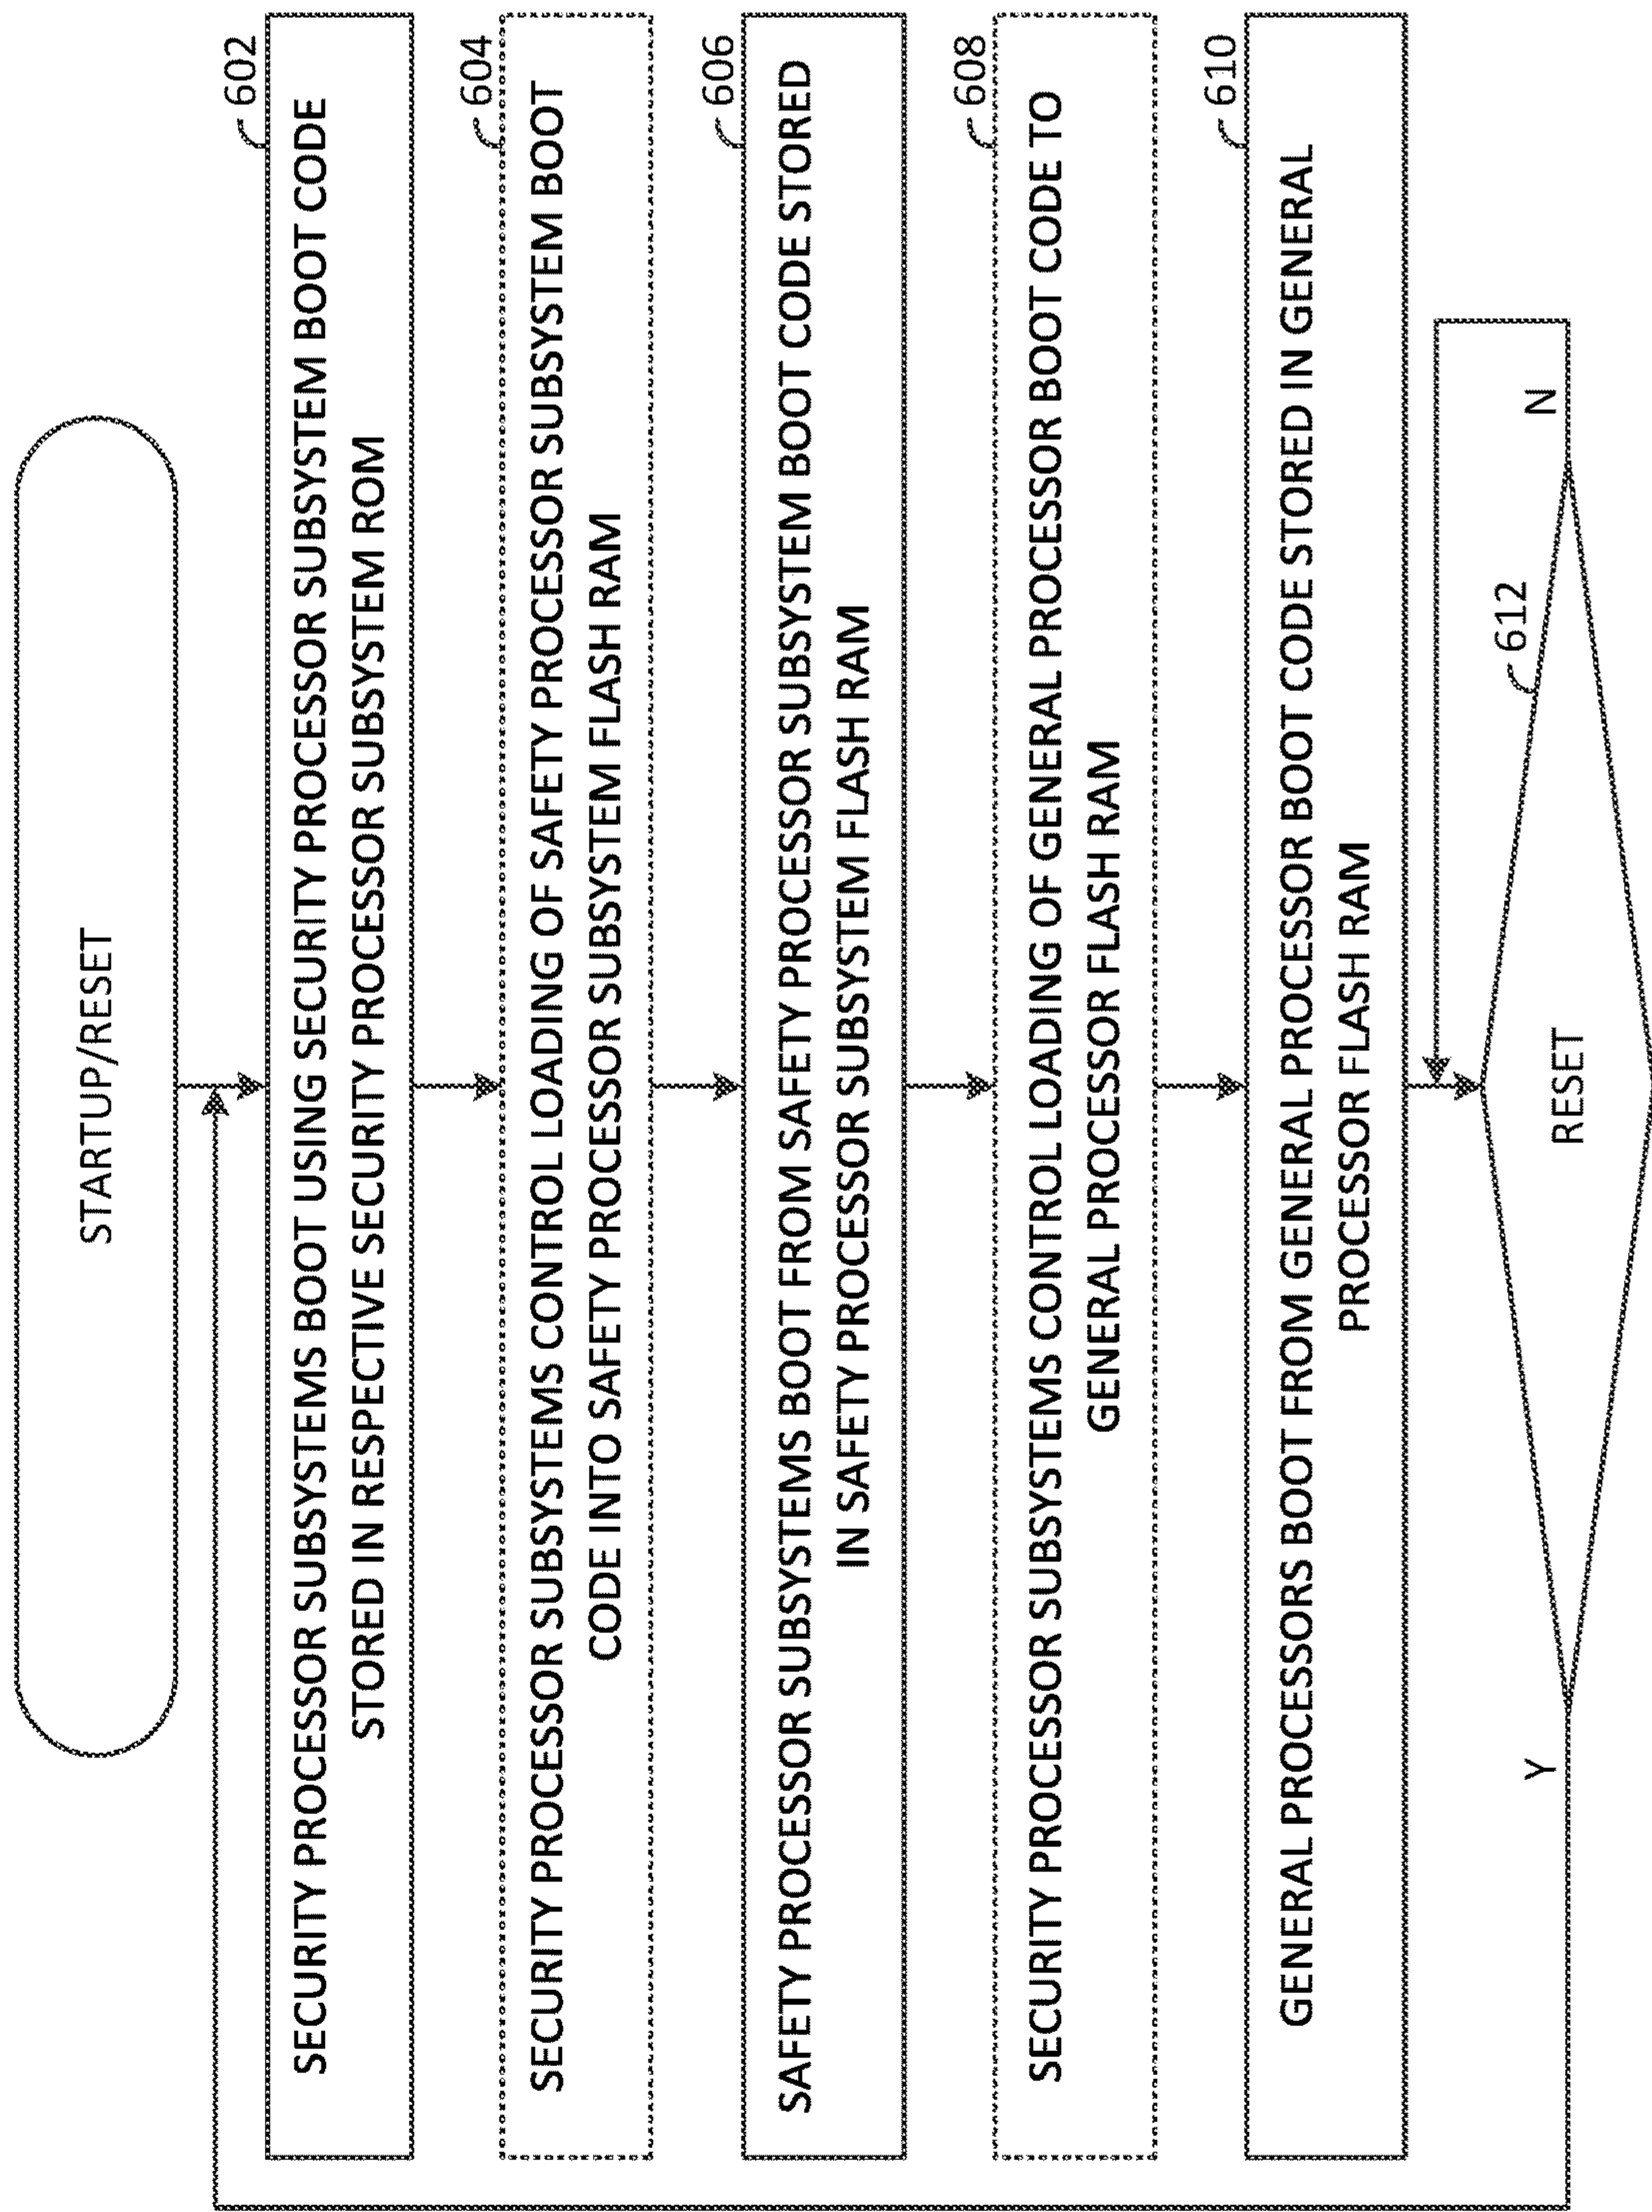 STARTUP/RESET
602
SECURITY PROCESSOR SUBSYSTEMS BOOT USING SECURITY PROCESSOR SUBSYSTEM BOOT CODE
STORED IN RESPECTIVE SECURITY PROCESSOR SUBSYSTEM ROM
604
SECURITY PROCESSOR SUBSYSTEMS CONTROL LOADING OF SAFETY PROCESSOR SUBSYSTEM BOOT
CODE INTO SAFETY PROCESSOR SUBSYSTEM FLASH RAM
606
SAFETY PROCESSOR SUBSYSTEMS BOOT FROM SAFETY PROCESSOR SUBSYSTEM BOOT CODE STORED
IN SAFETY PROCESSOR SUBSYSTEM FLASH RAM
608
SECURITY PROCESSOR SUBSYSTEMS CONTROL LOADING OF GENERAL PROCESSOR BOOT CODE TO
GENERAL PROCESSOR FLASH RAM
610
GENERAL PROCESSORS BOOT FROM GENERAL PROCESSOR BOOT CODE STORED IN GENERAL
PROCESSOR FLASH RAM
612
Y
RESET
N